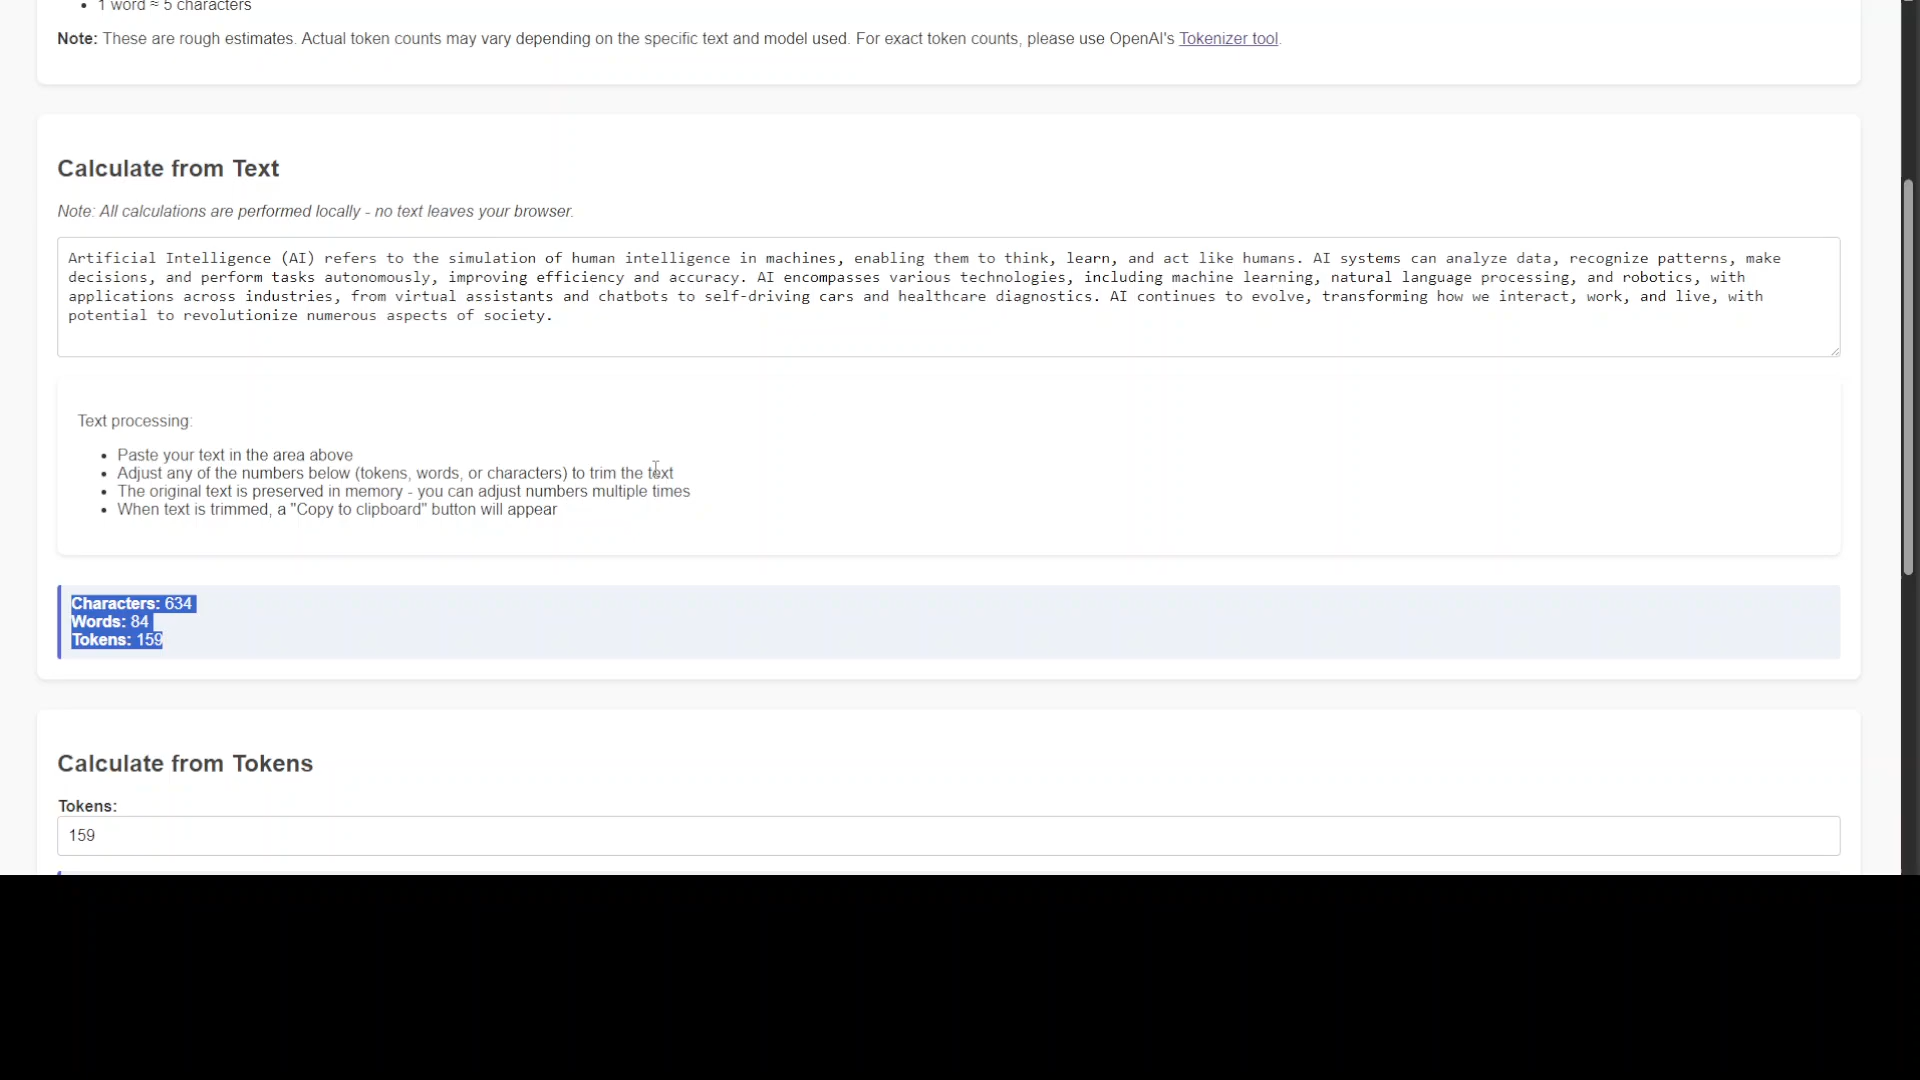 • 1 word ≈ 5 characters
Note: These are rough estimates. Actual token counts may vary depending on the specific text and model used. For exact token counts, please use OpenAI's Tokenizer tool.
Calculate from Text
Note: All calculations are performed locally - no text leaves your browser.
Artificial Intelligence (AI) refers to the simulation of human intelligence in machines, enabling them to think, learn, and act like humans. AI systems can analyze data, recognize patterns, make
decisions, and perform tasks autonomously, improving efficiency and accuracy. AI encompasses various technologies, including machine learning, natural language processing, and robotics, with
applications across industries, from virtual assistants and chatbots to self-driving cars and healthcare diagnostics. AI continues to evolve, transforming how we interact, work, and live, with
potential to revolutionize numerous aspects of society.
Text processing:
• Paste your text in the area above
• Adjust any of the numbers below (tokens, words, or characters) to trim the text
• The original text is preserved in memory - you can adjust numbers multiple times
• When text is trimmed, a "Copy to clipboard" button will appear
Characters: 634
Words: 84
Tokens: 159
Calculate from Tokens
Tokens:
159